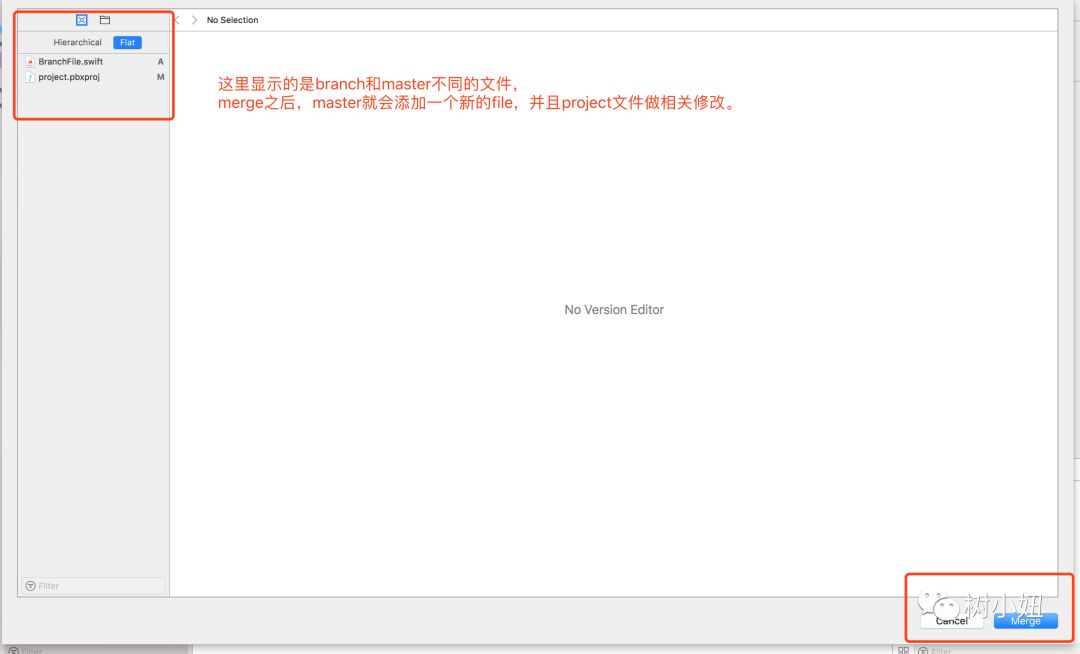 No Selection
Hierarchical Flat
BranchFile.swift A
project.pbxproj M
这里显示的是branch和master不同的文件，
merge之后，master就会添加一个新的file，并且project文件做相关修改。
No Version Editor
Filter
树小妞
Cancel Merge
Filter Filter